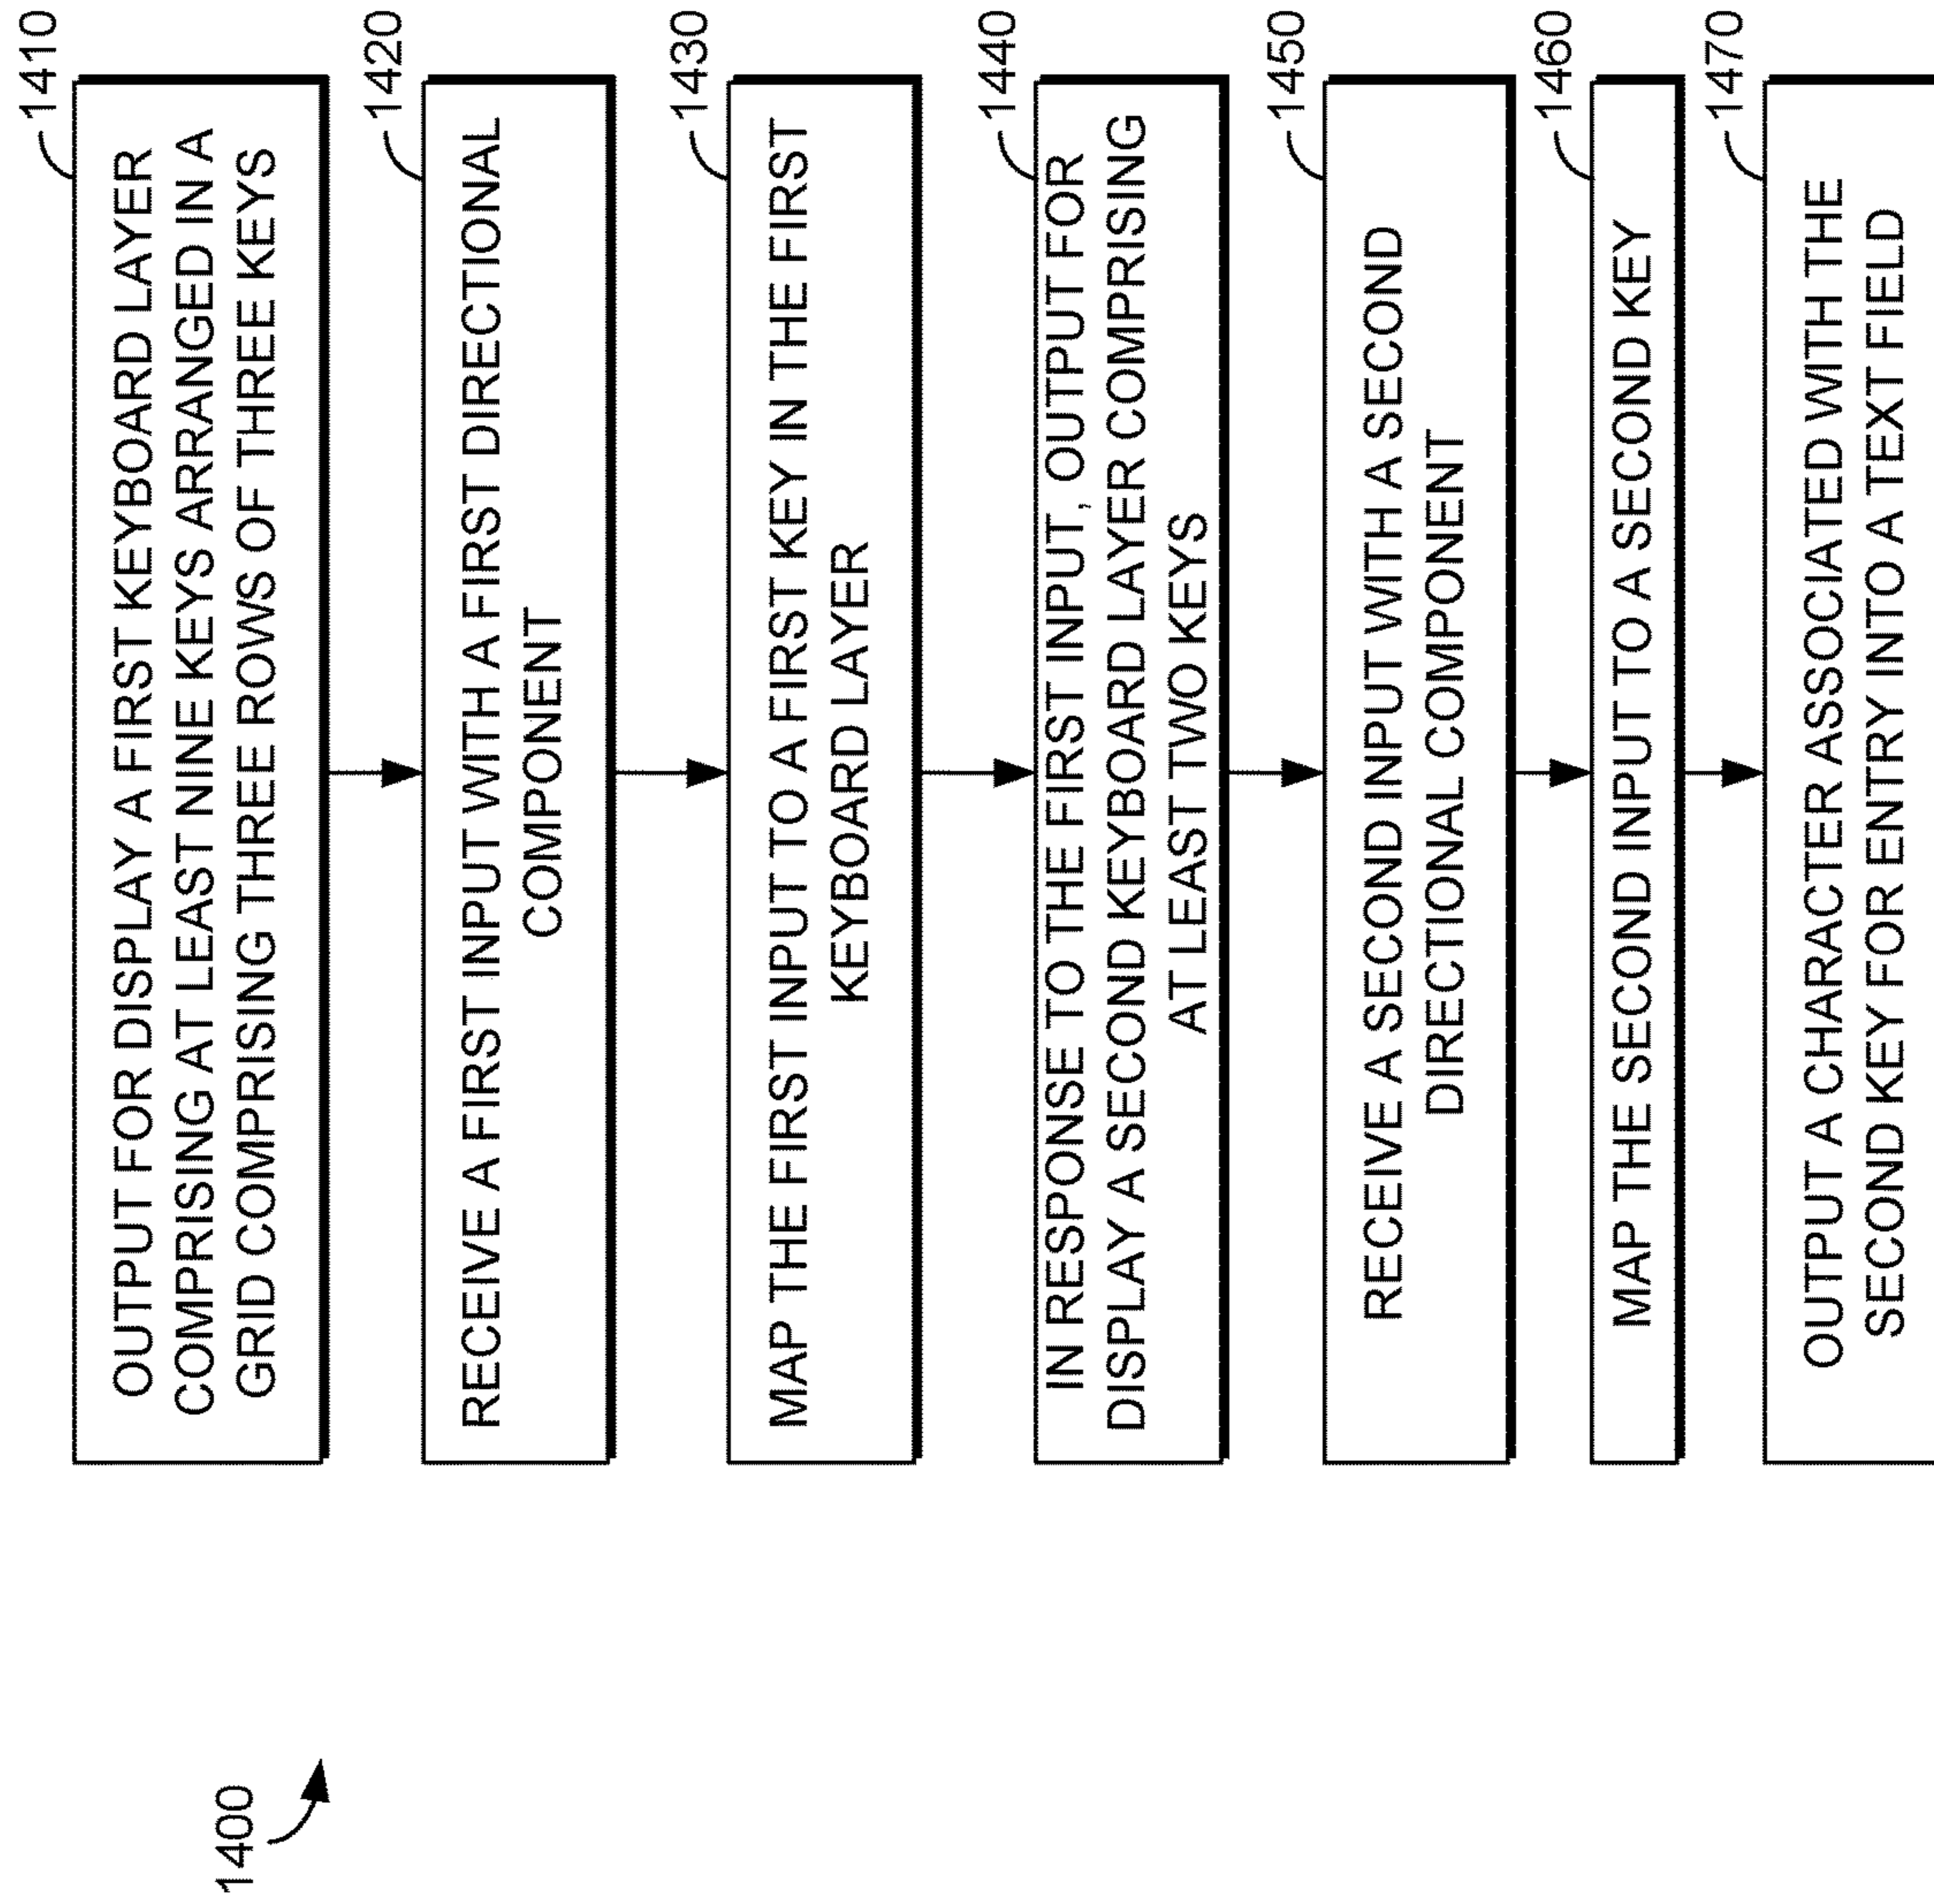 1400
1410
OUTPUT FOR DISPLAY A FIRST KEYBOARD LAYER
COMPRISING AT LEAST NINE KEYS ARRANGED IN A
GRID COMPRISING THREE ROWS OF THREE KEYS
1420
RECEIVE A FIRST INPUT WITH A FIRST DIRECTIONAL
COMPONENT
1430
MAP THE FIRST INPUT TO A FIRST KEY IN THE FIRST
KEYBOARD LAYER
1440
IN RESPONSE TO THE FIRST INPUT, OUTPUT FOR
DISPLAY A SECOND KEYBOARD LAYER COMPRISING
AT LEAST TWO KEYS
1450
RECEIVE A SECOND INPUT WITH A SECOND
DIRECTIONAL COMPONENT
1460
MAP THE SECOND INPUT TO A SECOND KEY
1470
OUTPUT A CHARACTER ASSOCIATED WITH THE
SECOND KEY FOR ENTRY INTO A TEXT FIELD